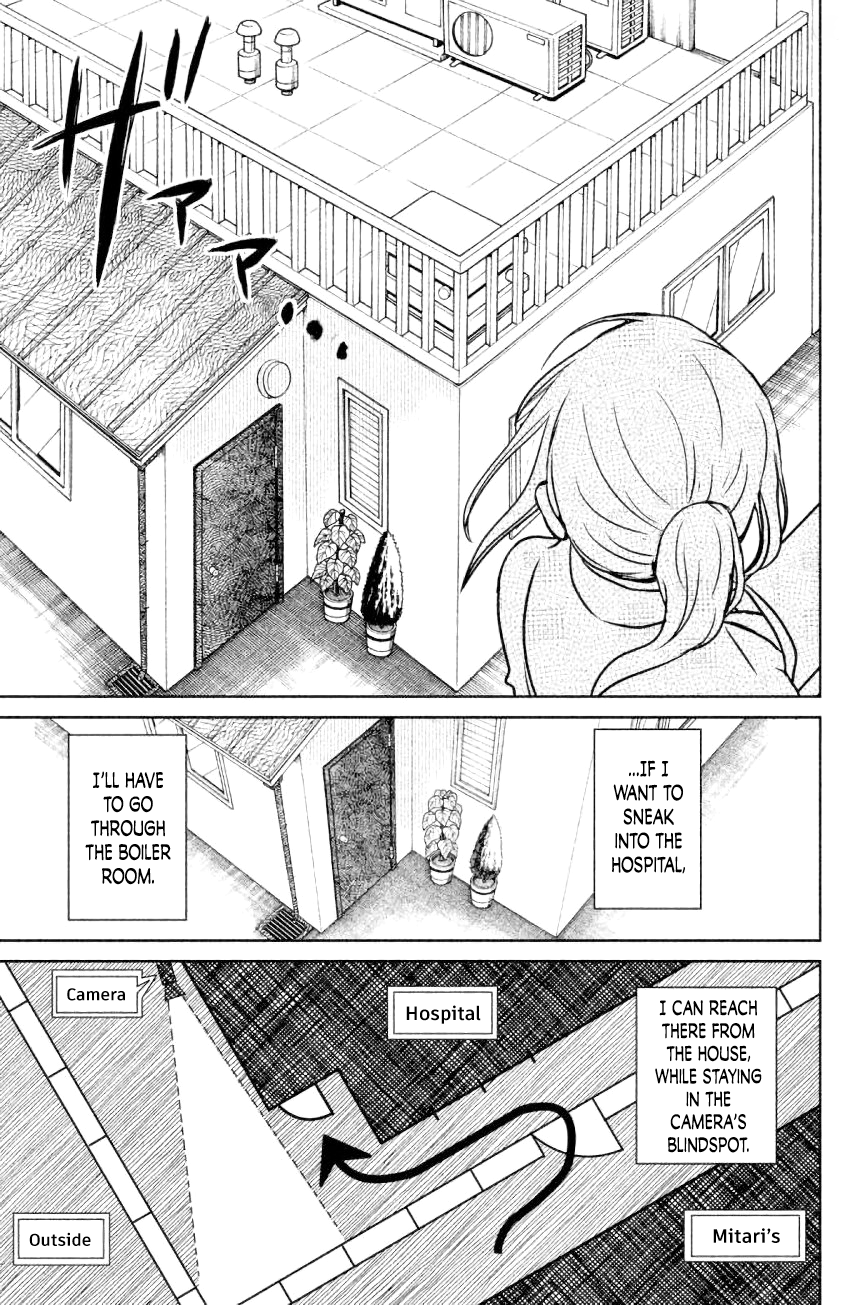 ザァァ...
...IF I
WANT TO
SNEAK
INTO THE
HOSPITAL,
I'LL HAVE
TO GO
THROUGH
THE BOILER
ROOM.
I CAN REACH
THERE FROM
THE HOUSE,
WHILE STAYING
IN THE
CAMERA'S
BLINDSPOT.
Hospital
Camera
Mitari's
Outside